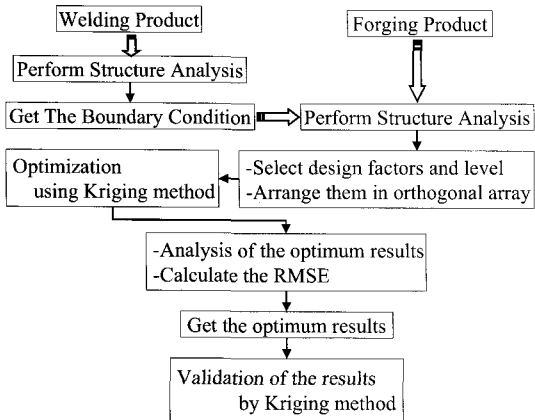 Welding Product
Forging Product
Perform Structure Analysis
Get The Boundary Condition
Perform Structure Analysis
Optimization
using Kriging method
-Select design factors and level
-Arrange them in orthogonal array
-Analysis of the optimum results
-Calculate the RMSE
Get the optimum results
Validation of the results
by Kriging method